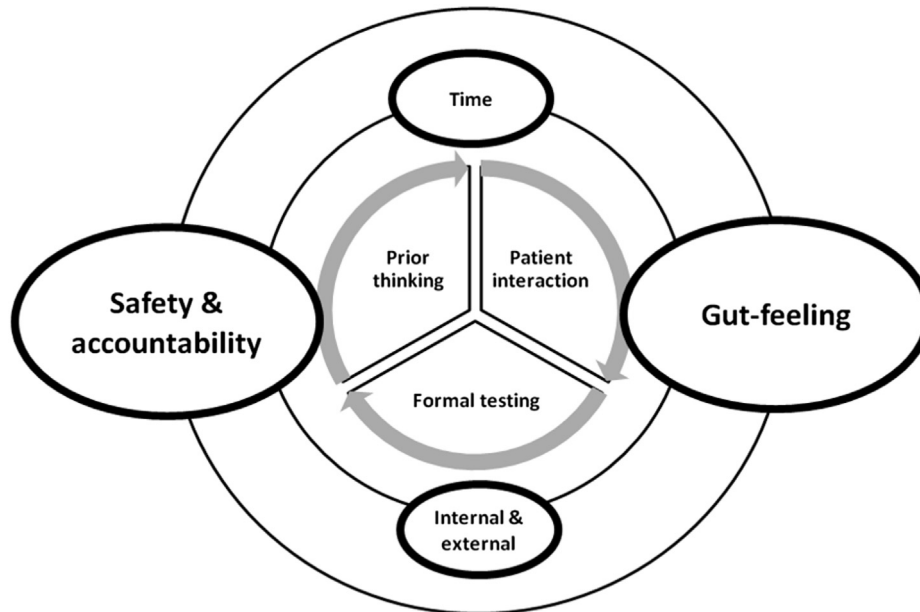 Time
Prior
thinking
Patient
interaction
Safety &
accountability
Gut-feeling
Formal testing
Internal &
external